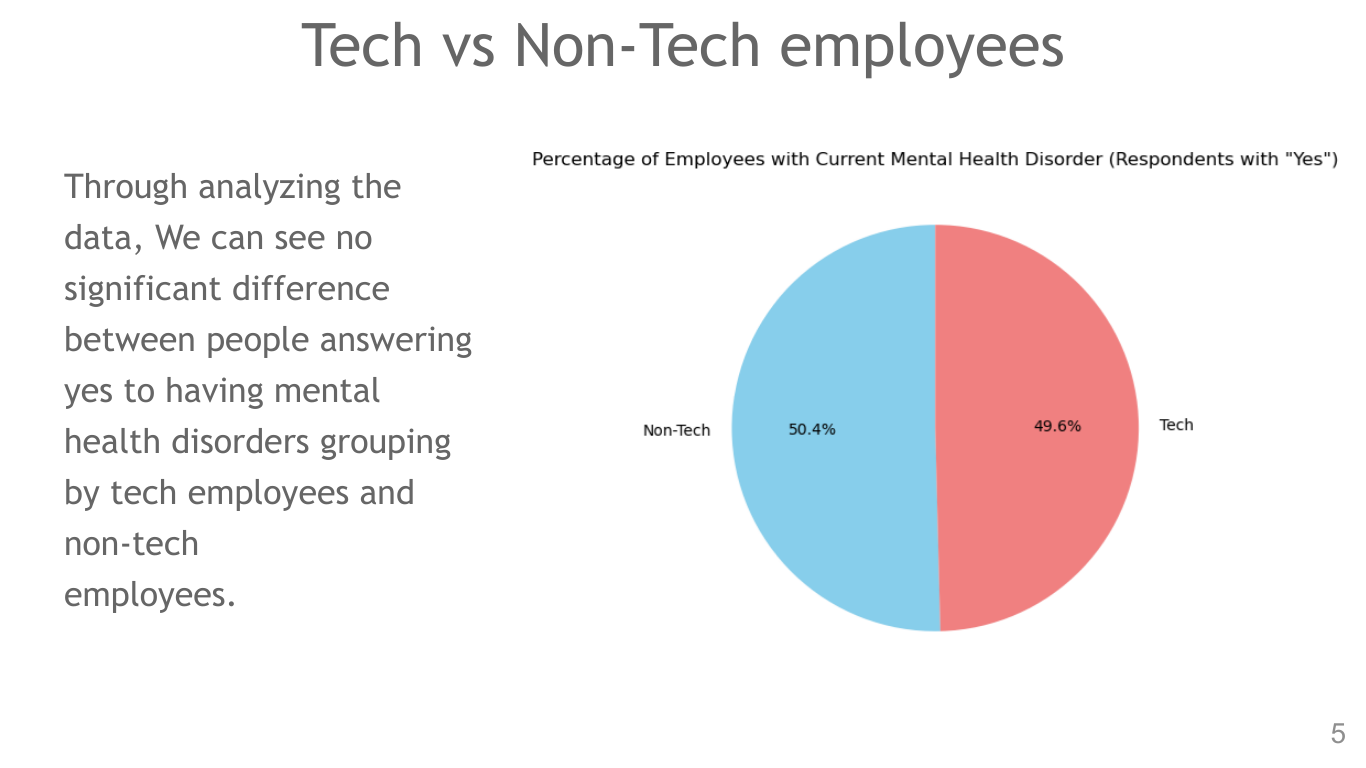 Tech vs Non-Tech employees
Through analyzing the
data, We can see no
significant difference
between people answering
yes to having mental
health disorders grouping
by tech employees and
non-tech
employees.
Percentage of Employees with Current Mental Health Disorder (Respondents with "Yes")
Non-Tech
50.4%
49.6%
Tech
5